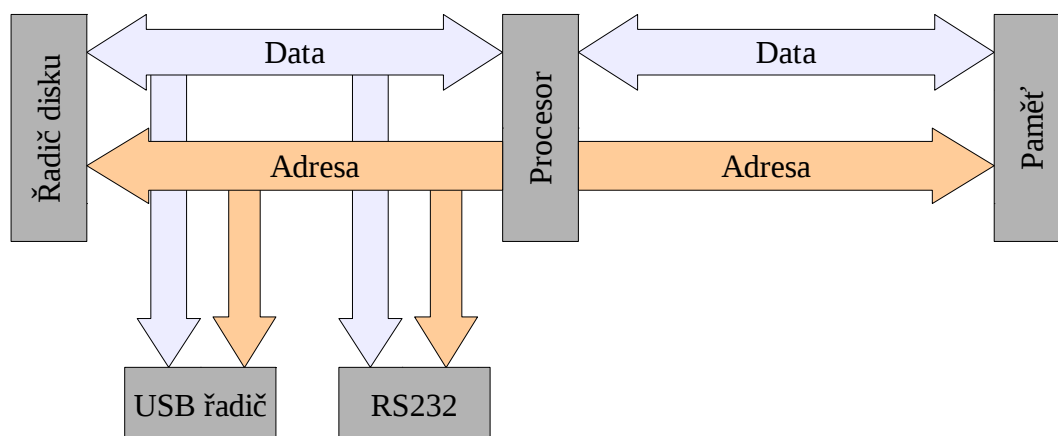 Řadič disku
Data
Adresa
Procesor
Data
Adresa
Paměť
USB řadič
RS232